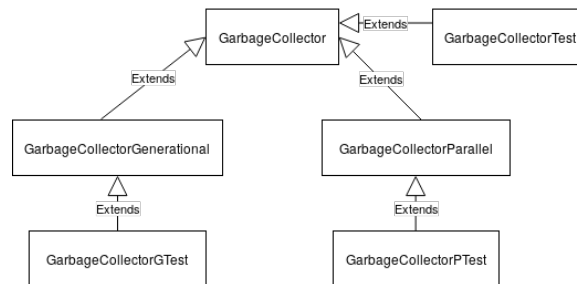 GarbageCollector
Extends
GarbageCollectorTest
Extends
Extends
GarbageCollectorGenerational
GarbageCollectorParallel
Extends
Extends
GarbageCollectorGTest
GarbageCollectorPTest